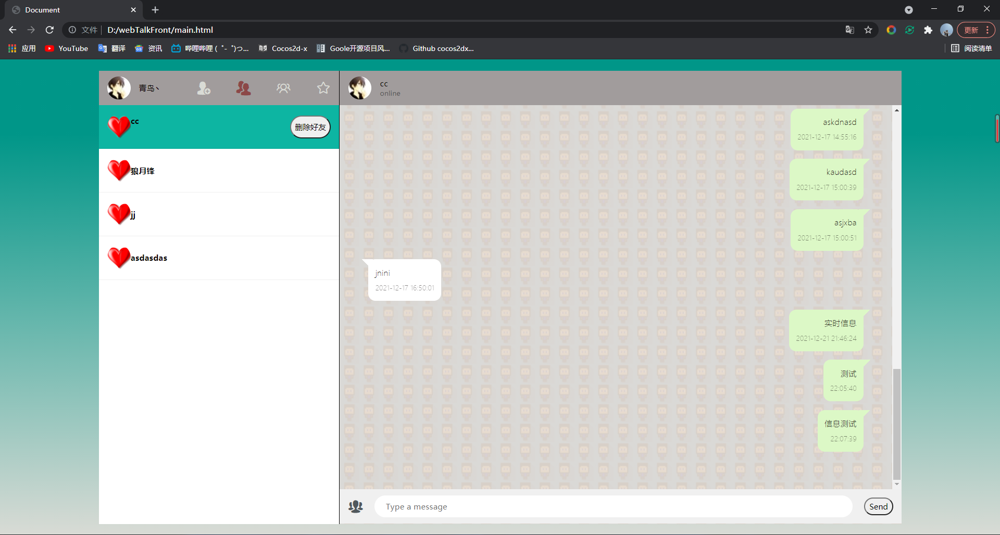 Document
文件 D:/webTalkFront/main.html
更新
应用 YouTube 翻译 资讯 哔哩哔哩 ( ゜- ゜)つ... Cocos2d-x Goole开源项目风... Github cocos2dx...
阅读清单
青鸟丶
cc
删除好友
狼月锋
jj
asdasdas
cc
online
askdnasd
2021-12-17 14:55:16
kaudasd
2021-12-17 15:00:39
asjxba
2021-12-17 15:00:51
jnini
2021-12-17 16:50:01
实时信息
2021-12-21 21:46:24
测试
22:05:40
信息测试
22:07:39
Type a message
Send